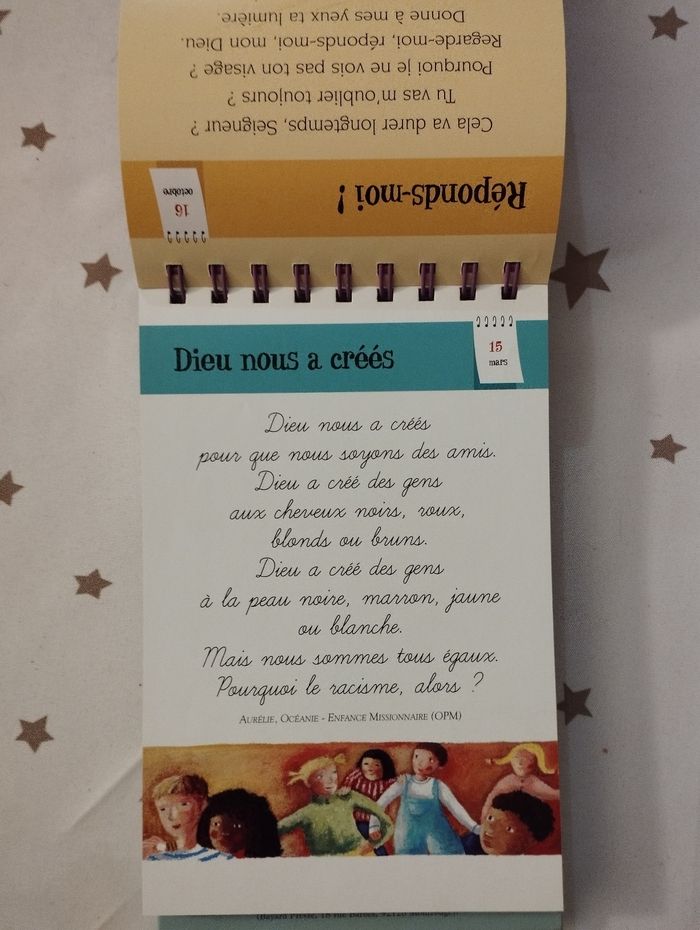 Donne à mes yeux ta lumière.
Regarde-moi, réponds-moi, mon Dieu.
Pourquoi je ne vois pas ton visage ?
Tu vas m'oublier toujours ?
Cela va durer longtemps, Seigneur ?
Réponds-moi !
16
octobre
Dieu nous a créés
15
mars
Dieu nous a créés
pour que nous soyons des amis.
Dieu a créé des gens
aux cheveux noirs, roux,
blonds ou bruns.
Dieu a créé des gens
à la peau noire, marron, jaune
ou blanche.
Mais nous sommes tous égaux.
Pourquoi le racisme, alors ?
Aurélie, Océanie - Enfance Missionnaire (OPM)